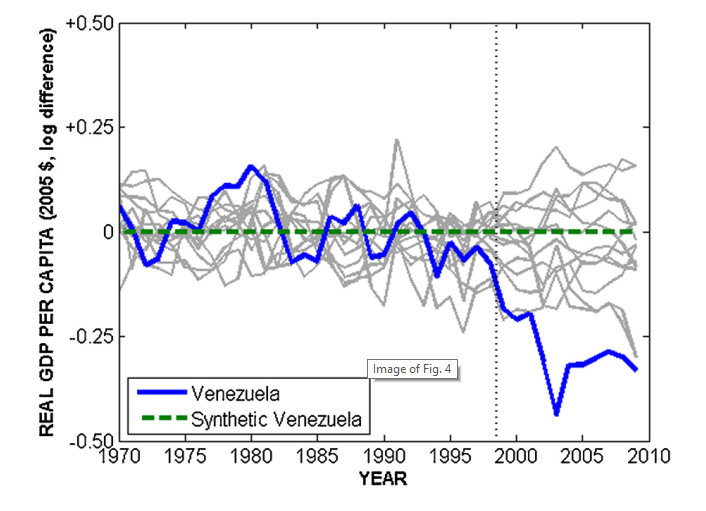 +0.50
+0.25
0
-0.25
-0.50
REAL GDP PER CAPITA (2005 $, log difference)
Image of Fig. 4
Venezuela
Synthetic Venezuela
1970 1975 1980 1985 1990 1995 2000 2005 2010
YEAR